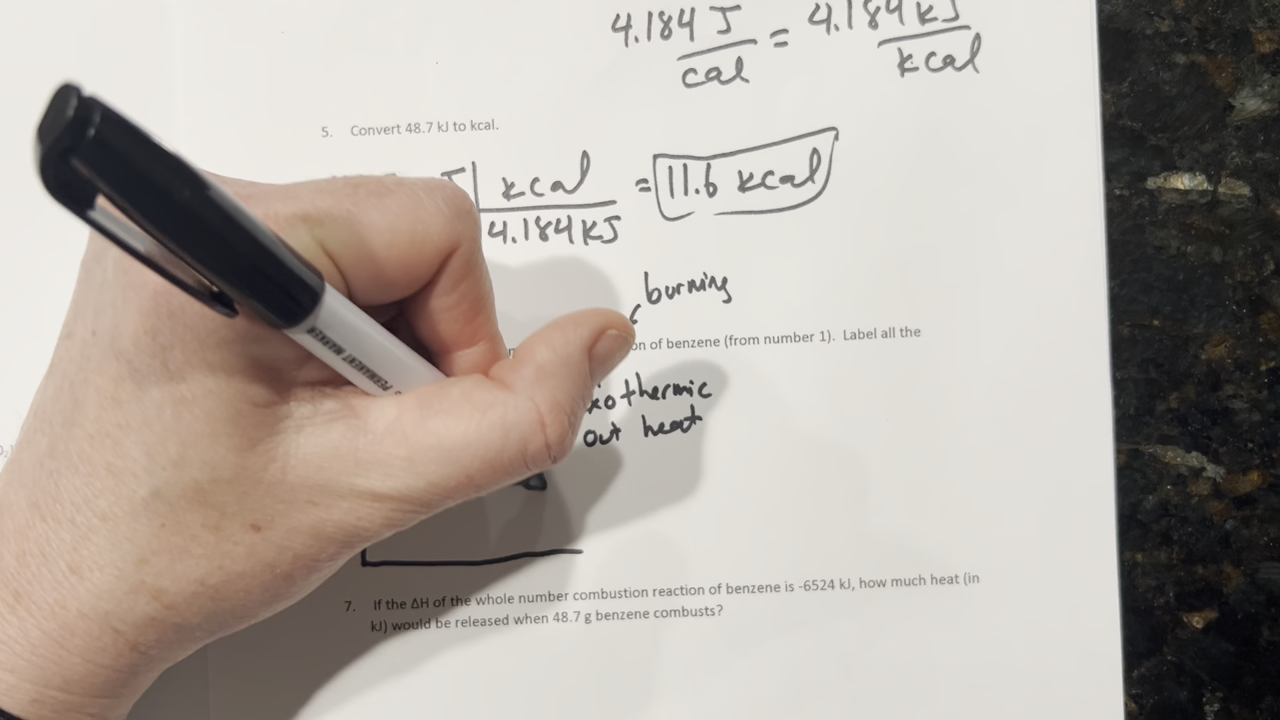 4.184 J = 4.184 kJ
cal kcal
5. Convert 48.7 kJ to kcal.
kcal = 11.6 kcal
4.184 KJ
burning
PERMANENT MARKER
of benzene (from number 1). Label all the
out heat
7. If the ΔH of the whole number combustion reaction of benzene is -6524 kJ, how much heat (in
kJ) would be released when 48.7 g benzene combusts?